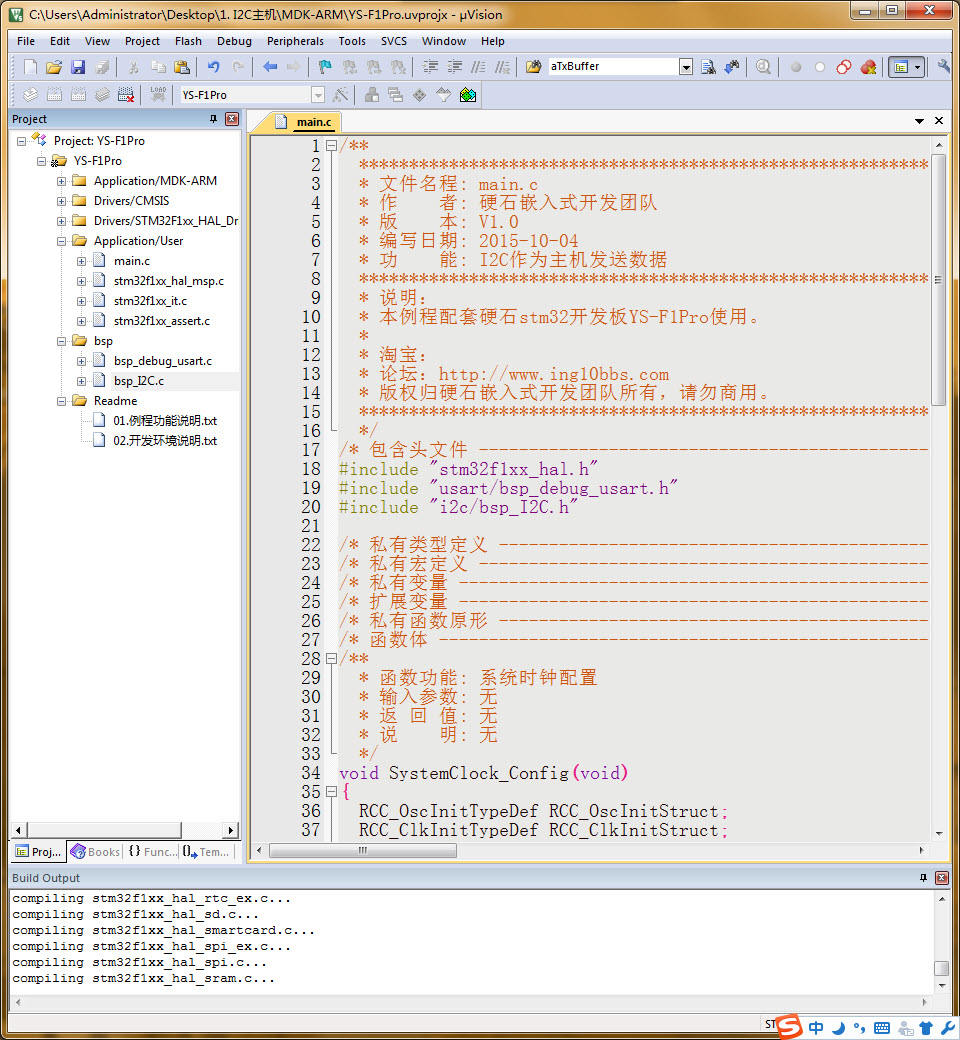 C:\Users\Administrator\Desktop\1. I2C主机\MDK-ARM\YS-F1Pro.uvprojx - µVision
File Edit View Project Flash Debug Peripherals Tools SVCS Window Help
aTxBuffer
LOAD YS-F1Pro
Project
Project: YS-F1Pro
YS-F1Pro
Application/MDK-ARM
Drivers/CMSIS
Drivers/STM32F1xx_HAL_Dr
Application/User
main.c
stm32f1xx_hal_msp.c
stm32f1xx_it.c
stm32f1xx_assert.c
bsp
bsp_debug_usart.c
bsp_I2C.c
Readme
01.例程功能说明.txt
02.开发环境说明.txt
Proj... Books {} Func... Tem...
main.c
1 /**
2 *********************************************************
3 * 文件名程: main.c
4 * 作 者: 硬石嵌入式开发团队
5 * 版 本: V1.0
6 * 编写日期: 2015-10-04
7 * 功 能: I2C作为主机发送数据
8 *********************************************************
9 * 说明:
10 * 本例程配套硬石stm32开发板YS-F1Pro使用。
11 *
12 * 淘宝:
13 * 论坛: http://www.ing10bbs.com
14 * 版权归硬石嵌入式开发团队所有，请勿商用。
15 *********************************************************
16 */
17 /* 包含头文件 ---------------------------------------------
18 #include "stm32f1xx_hal.h"
19 #include "usart/bsp_debug_usart.h"
20 #include "i2c/bsp_I2C.h"
21
22 /* 私有类型定义 -------------------------------------------
23 /* 私有宏定义 ---------------------------------------------
24 /* 私有变量 -----------------------------------------------
25 /* 扩展变量 -----------------------------------------------
26 /* 私有函数原形 -------------------------------------------
27 /* 函数体 -------------------------------------------------
28 /**
29 * 函数功能: 系统时钟配置
30 * 输入参数: 无
31 * 返 回 值: 无
32 * 说 明: 无
33 */
34 void SystemClock_Config(void)
35 {
36 RCC_OscInitTypeDef RCC_OscInitStruct;
37 RCC_ClkInitTypeDef RCC_ClkInitStruct;
Build Output
compiling stm32f1xx_hal_rtc_ex.c...
compiling stm32f1xx_hal_sd.c...
compiling stm32f1xx_hal_smartcard.c...
compiling stm32f1xx_hal_spi_ex.c...
compiling stm32f1xx_hal_spi.c...
compiling stm32f1xx_hal_sram.c...
ST
S 中